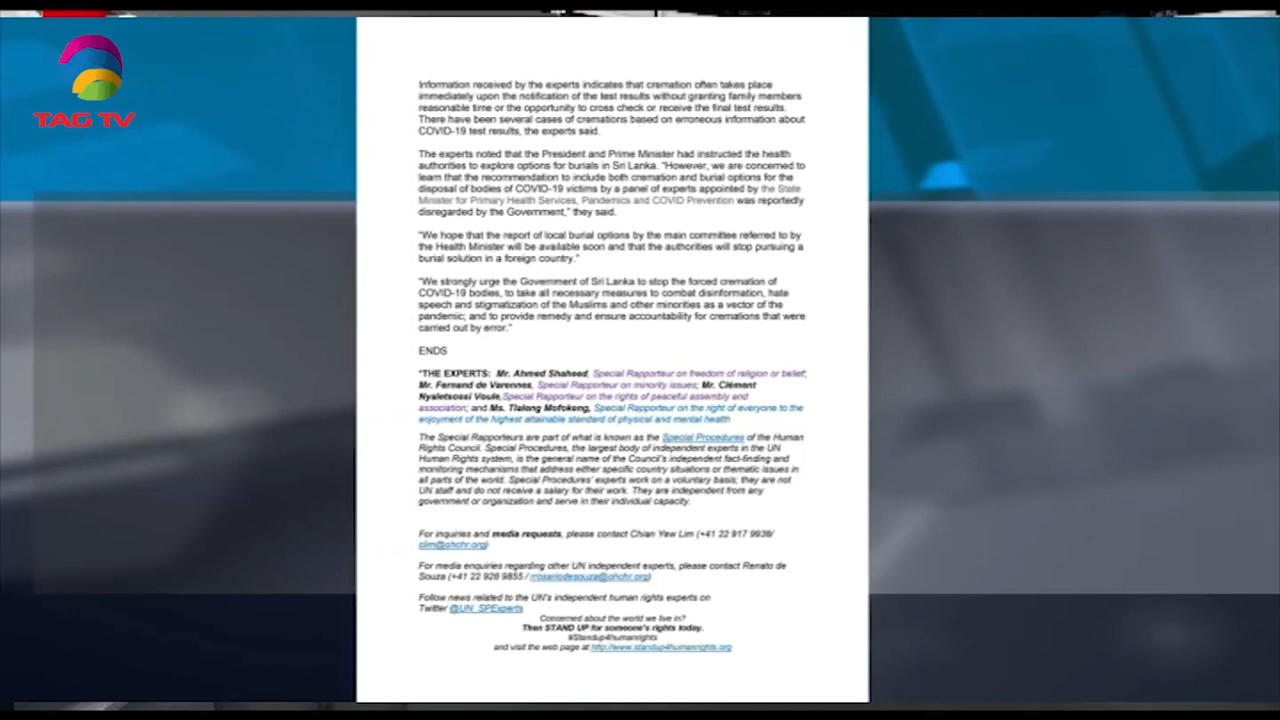 TAG TV
Information received by the experts indicates that cremation often takes place
immediately upon the notification of the test results without granting family members
reasonable time or the opportunity to cross check or receive the final test results.
There have been several cases of cremations based on erroneous information about
COVID-19 test results, the experts said.
The experts noted that the President and Prime Minister had instructed the health
authorities to explore options for burials in Sri Lanka. "However, we are concerned to
learn that the recommendation to include both cremation and burial options for the
disposal of bodies of COVID-19 victims by a panel of experts appointed by the State
Minister for Primary Health Services, Pandemics and COVID Prevention was reportedly
disregarded by the Government," they said.
"We hope that the report of local burial options by the main committee referred to by
the Health Minister will be available soon and that the authorities will stop pursuing a
burial solution in a foreign country."
"We strongly urge the Government of Sri Lanka to stop the forced cremation of
COVID-19 bodies, to take all necessary measures to combat disinformation, hate
speech and stigmatization of the Muslims and other minorities as a vector of the
pandemic; and to provide remedy and ensure accountability for cremations that were
carried out by error."
ENDS
*THE EXPERTS: Mr. Ahmed Shaheed, Special Rapporteur on freedom of religion or belief;
Mr. Fernand de Varennes, Special Rapporteur on minority issues; Mr. Clément
Nyaletsossi Voule,Special Rapporteur on the rights of peaceful assembly and
association; and Ms. Tlaleng Mofokeng, Special Rapporteur on the right of everyone to the
enjoyment of the highest attainable standard of physical and mental health
The Special Rapporteurs are part of what is known as the Special Procedures of the Human
Rights Council. Special Procedures, the largest body of independent experts in the UN
Human Rights system, is the general name of the Council's independent fact-finding and
monitoring mechanisms that address either specific country situations or thematic issues in
all parts of the world. Special Procedures' experts work on a voluntary basis; they are not
UN staff and do not receive a salary for their work. They are independent from any
government or organization and serve in their individual capacity.
For inquiries and media requests, please contact Chian Yew Lim (+41 22 917 9938/
clim@ohchr.org)
For media enquiries regarding other UN independent experts, please contact Renato de
Souza (+41 22 928 9855 / rrosariodesouza@ohchr.org)
Follow news related to the UN's independent human rights experts on
Twitter @UN_SPExperts
Concerned about the world we live in?
Then STAND UP for someone's rights today.
#Standup4humanrights
and visit the web page at http://www.standup4humanrights.org